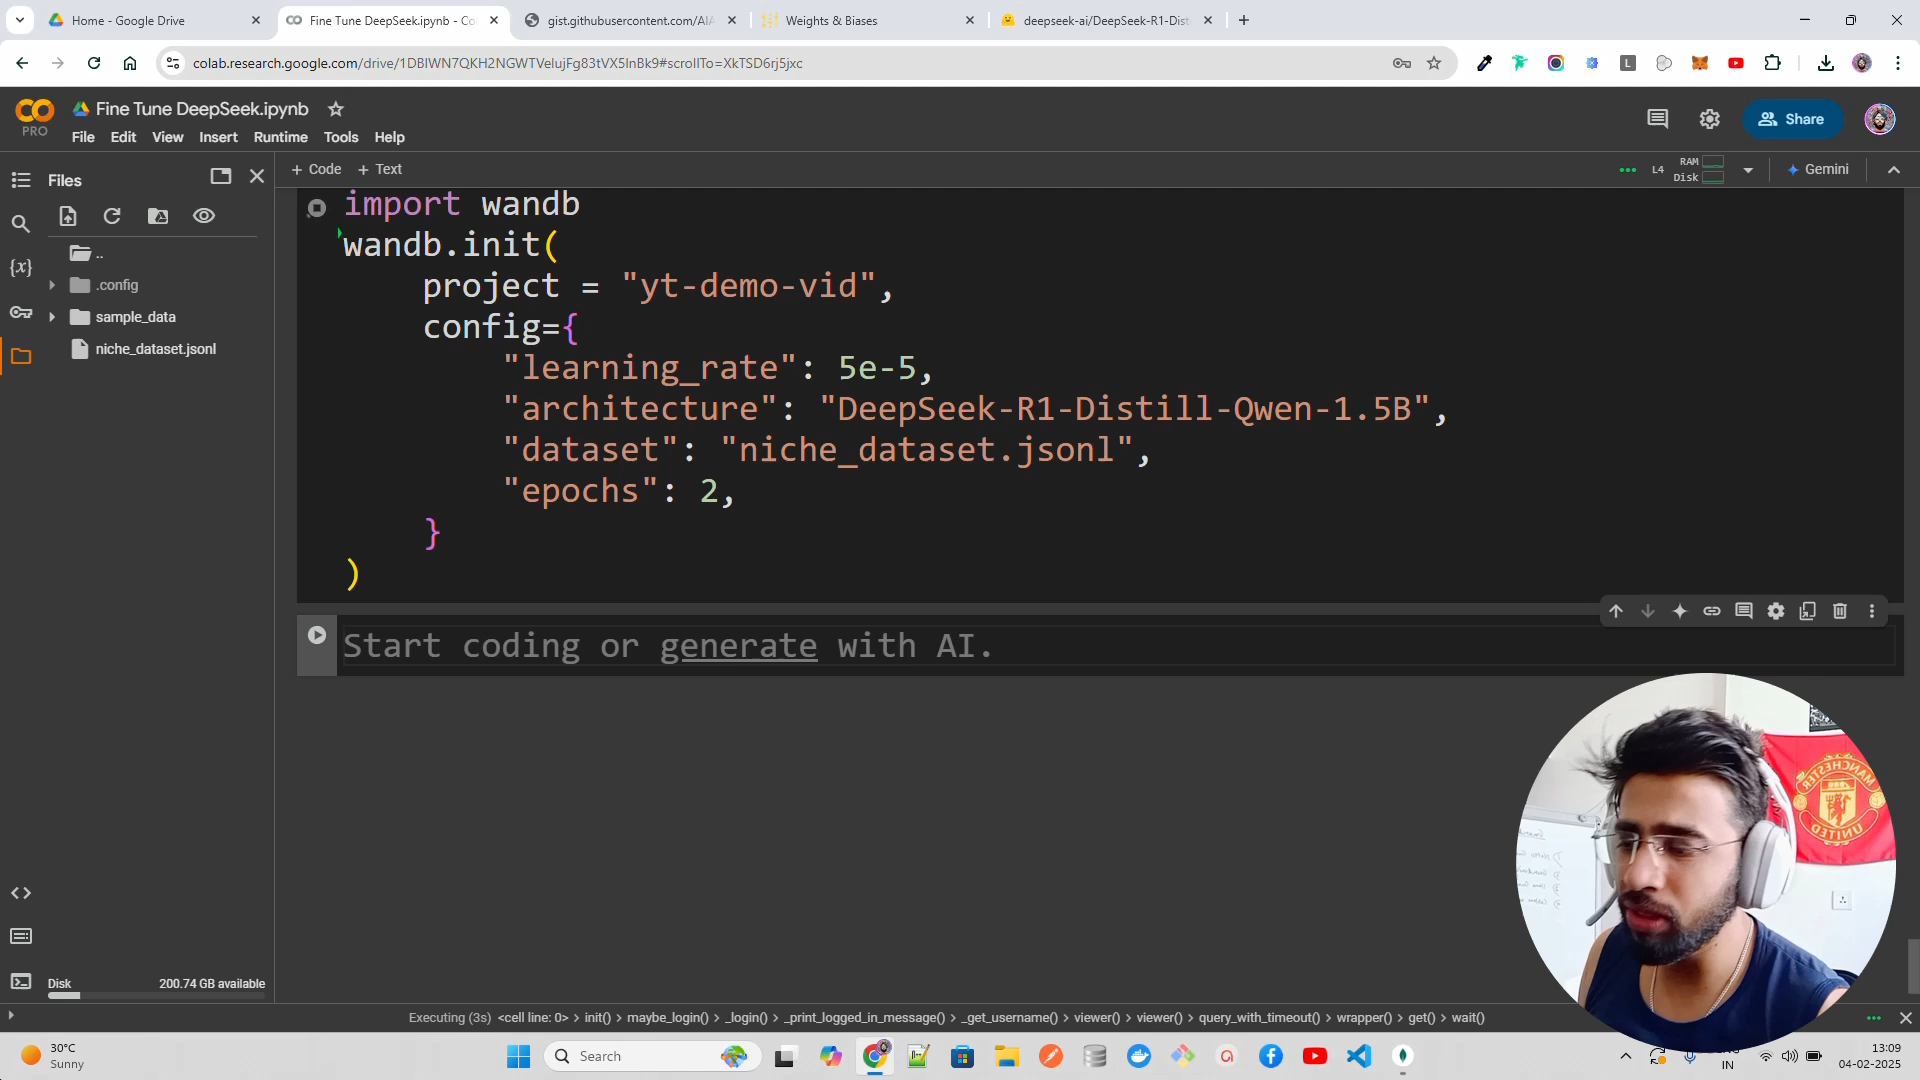 Home - Google Drive
Fine Tune DeepSeek.ipynb - Co
gist.githubusercontent.com/AIA
Weights & Biases
deepseek-ai/DeepSeek-R1-Dist
colab.research.google.com/drive/1DBlWN7QKH2NGWTVelujFg83tVX5lnBk9#scrollTo=XkTSD6rj5jxc
PRO
Fine Tune DeepSeek.ipynb
File Edit View Insert Runtime Tools Help
Share
Files
+ Code + Text
L4
RAM
Disk
Gemini
..
.config
sample_data
niche_dataset.jsonl
{x}
import wandb
wandb.init(
project = "yt-demo-vid",
config={
"learning_rate": 5e-5,
"architecture": "DeepSeek-R1-Distill-Qwen-1.5B",
"dataset": "niche_dataset.jsonl",
"epochs": 2,
}
)
Start coding or generate with AI.
MANCHESTER
UNITED
Disk
200.74 GB available
Executing (3s) <cell line: 0> > init() > maybe_login() > _login() > _print_logged_in_message() > _get_username() > viewer() > viewer() > query_with_timeout() > wrapper() > get() > wait()
30°C
Sunny
Search
IN
13:09
04-02-2025